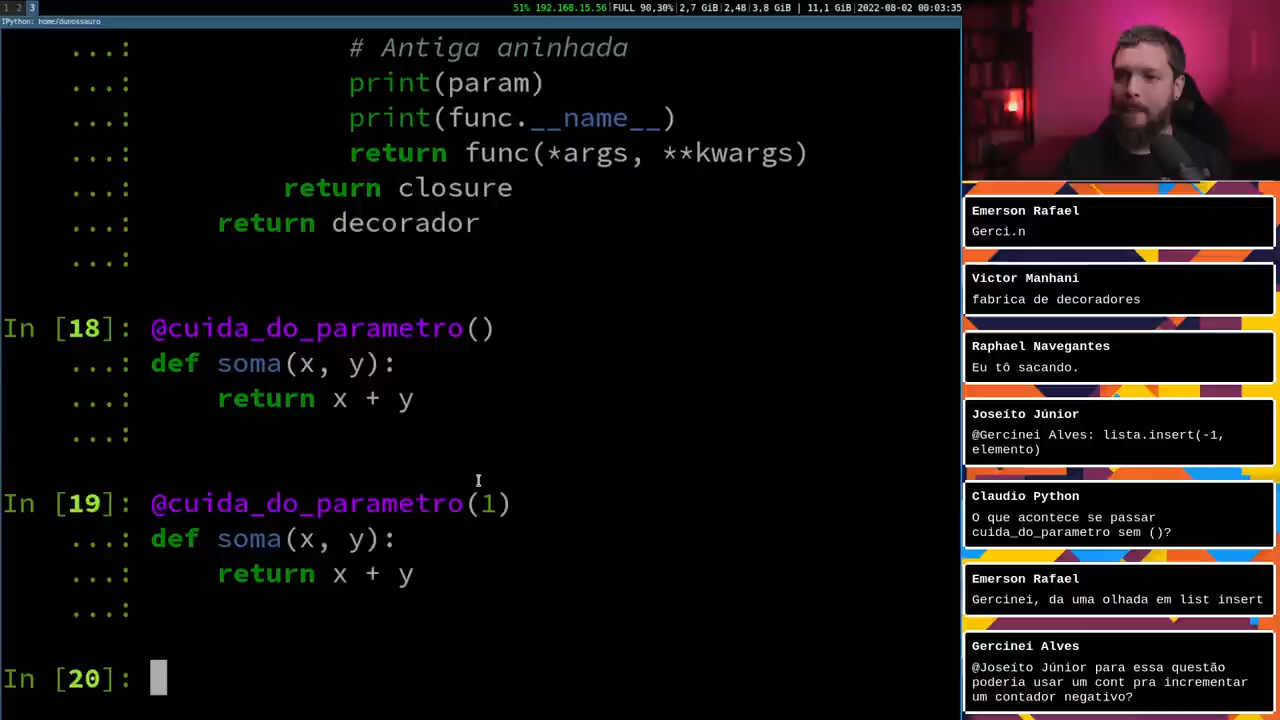 1 2 3
51% 192.168.15.56|FULL 90,30%|2,7 GiB|2,48|3,8 GiB | 11,1 GiB|2022-08-02 00:03:35
IPython: home/dunossauro
...: # Antiga aninhada
...: print(param)
...: print(func.__name__)
...: return func(*args, **kwargs)
...: return closure
...: return decorador
...:
In [18]: @cuida_do_parametro()
...: def soma(x, y):
...: return x + y
...:
In [19]: @cuida_do_parametro(1)
...: def soma(x, y):
...: return x + y
...:
In [20]:
Emerson Rafael
Gerci.n
Victor Manhani
fabrica de decoradores
Raphael Navegantes
Eu tô sacando.
Joseíto Júnior
@Gercinei Alves: lista.insert(-1,
elemento)
Claudio Python
O que acontece se passar
cuida_do_parametro sem ()?
Emerson Rafael
Gercinei, da uma olhada em list insert
Gercinei Alves
@Joseíto Júnior para essa questão
poderia usar um cont pra incrementar
um contador negativo?